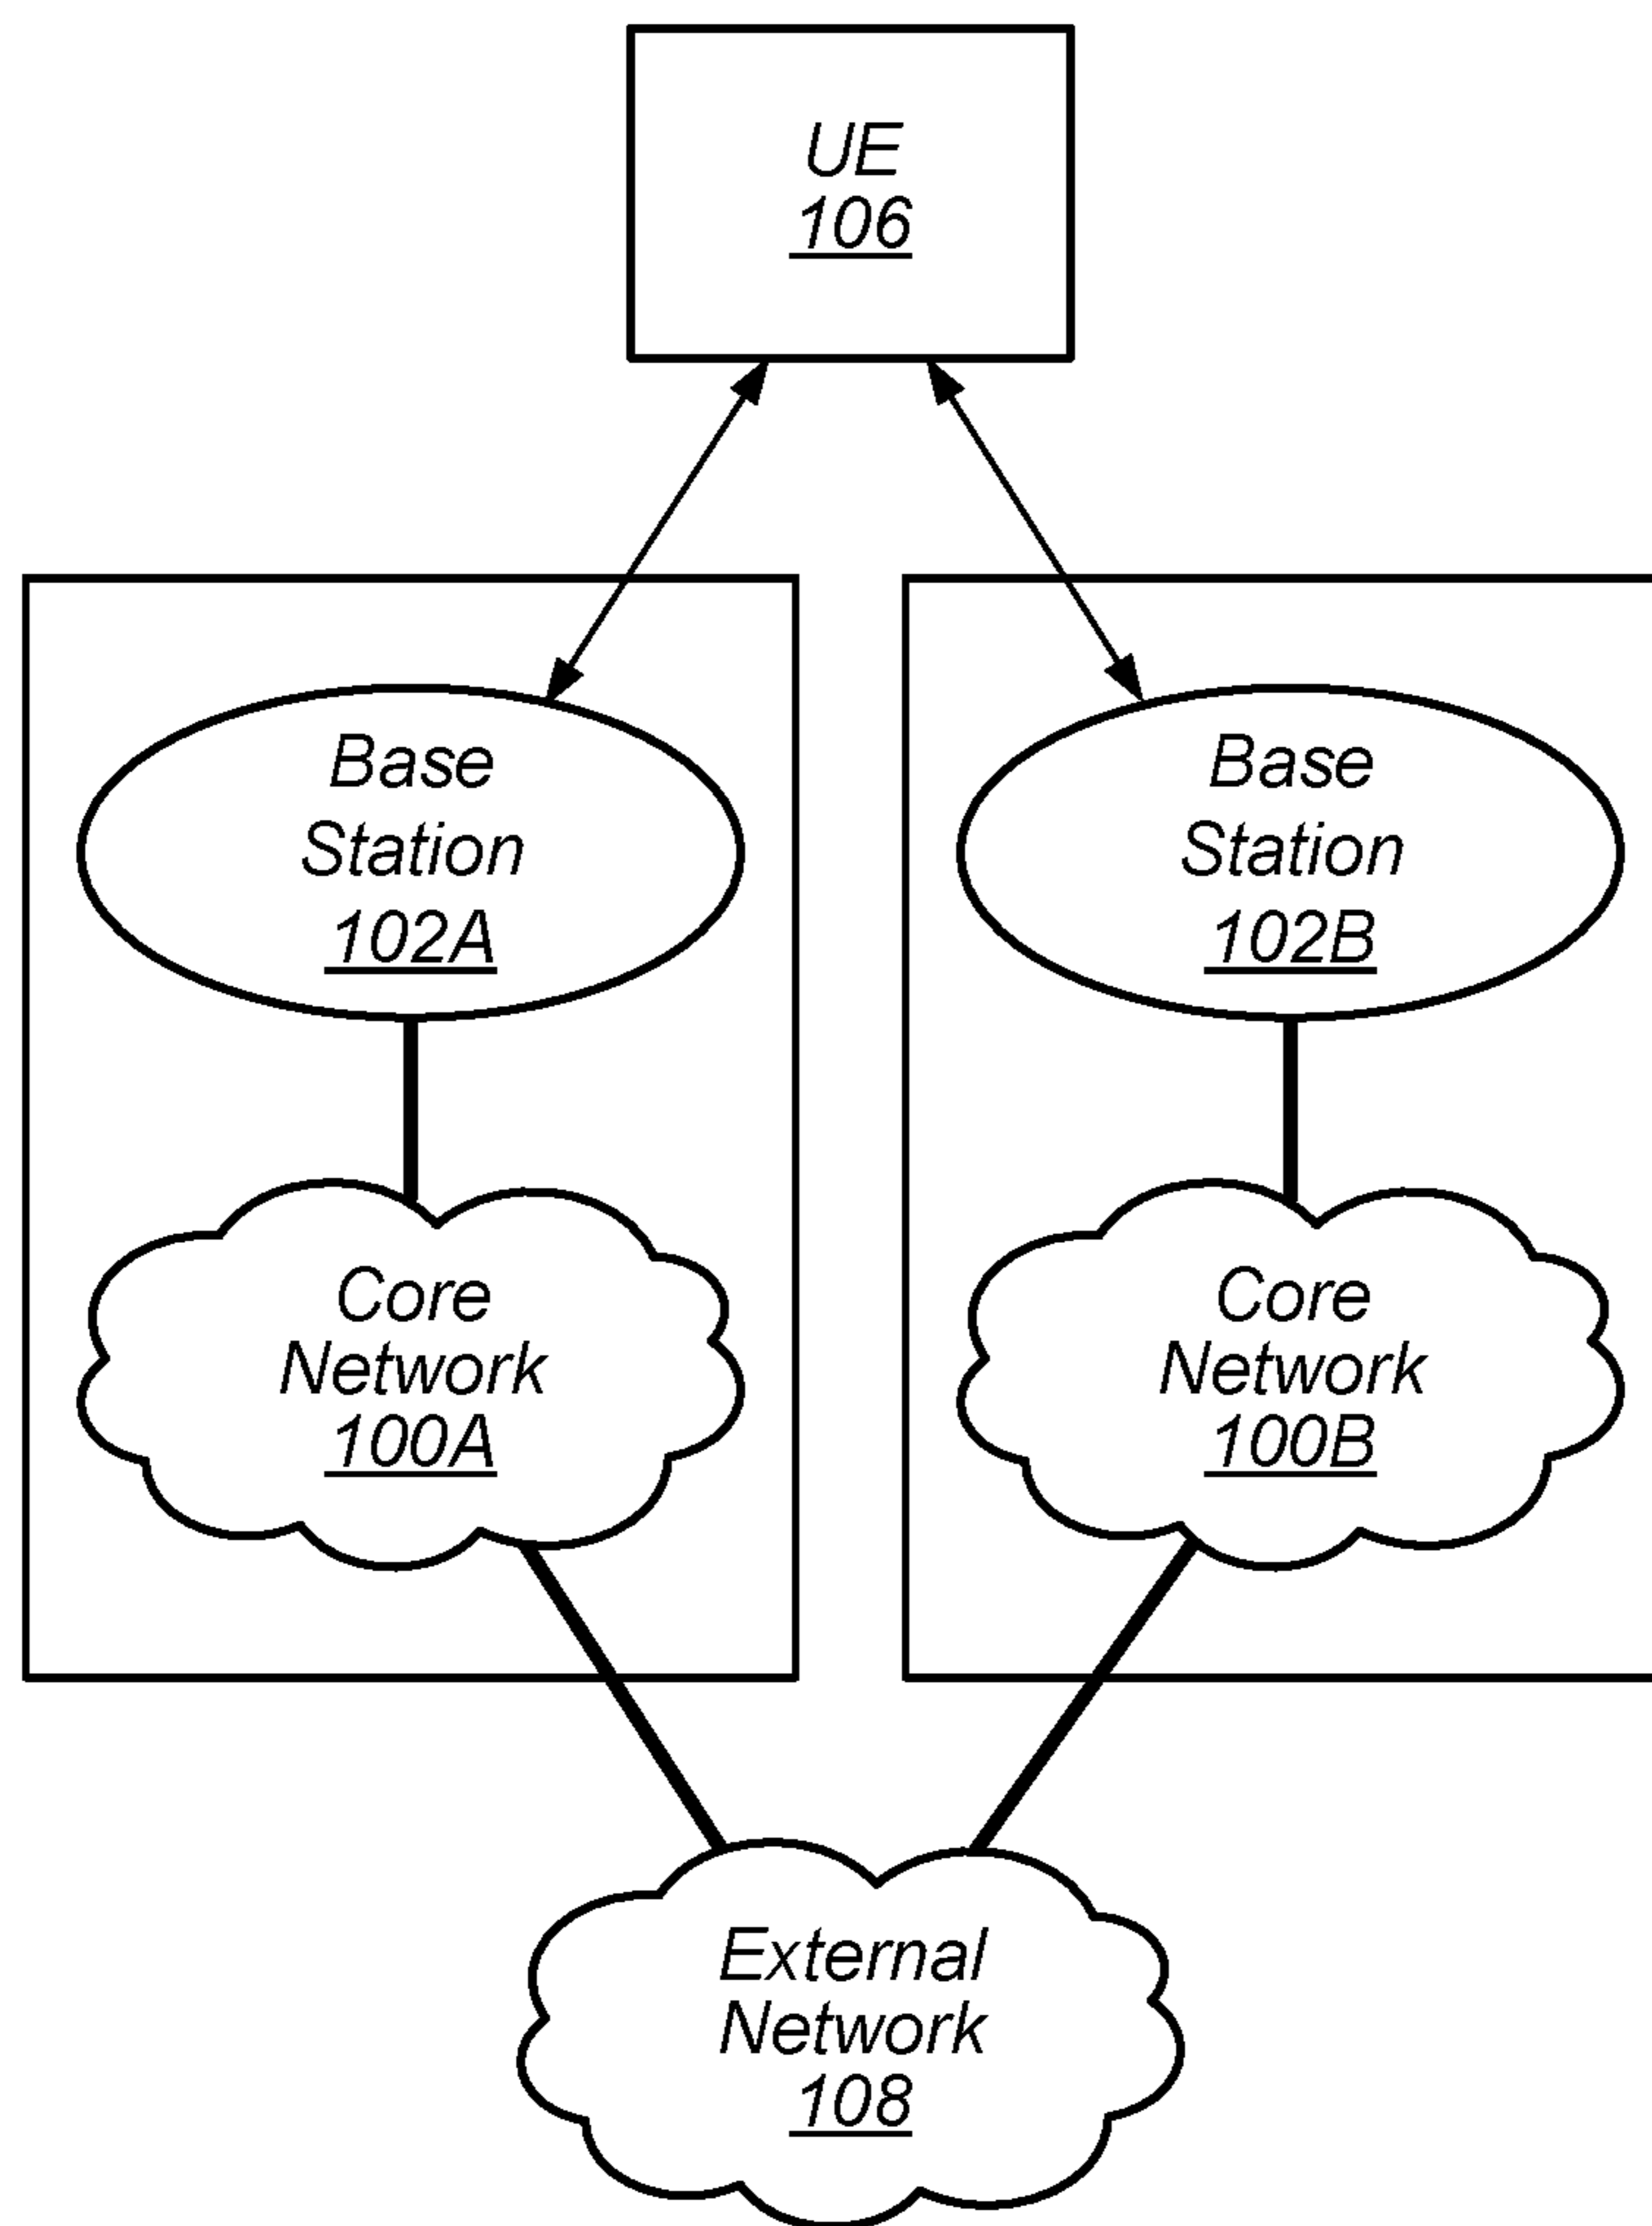 UE
106
Base
Station
102A
Base
Station
102B
Core
Network
100A
Core
Network
100B
External
Network
108